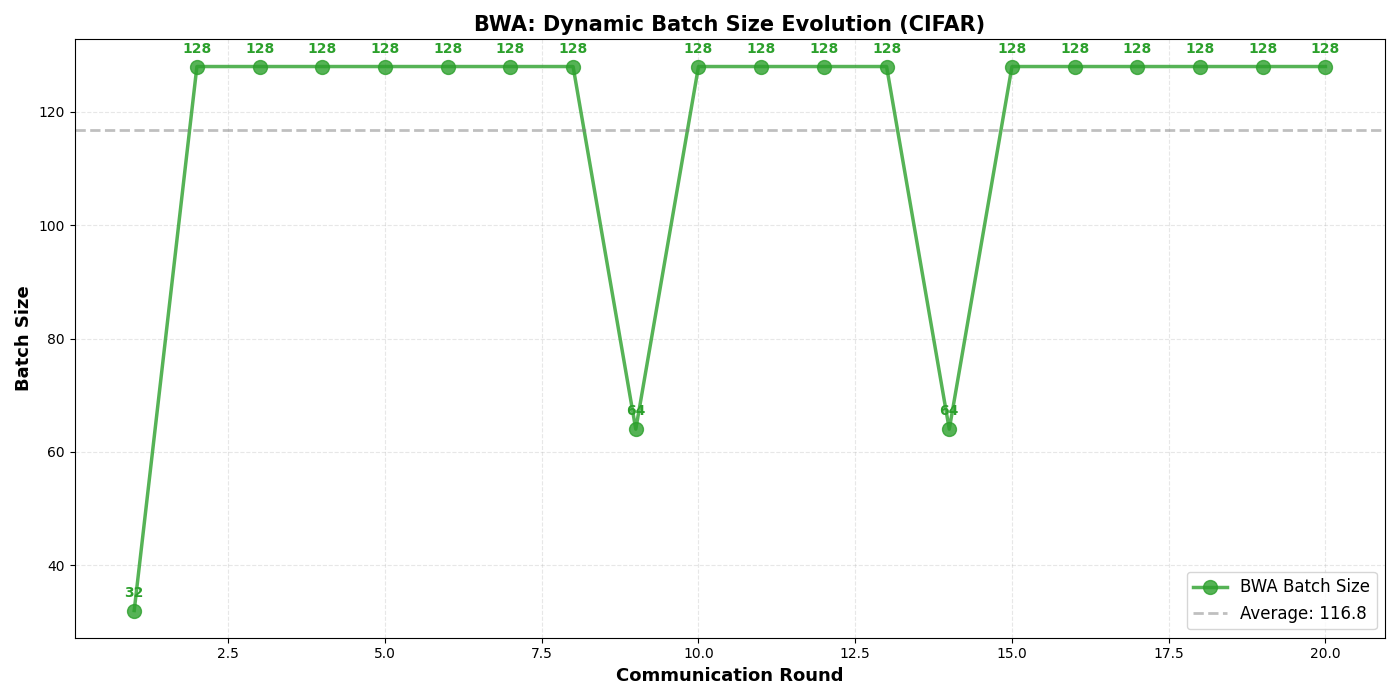 BWA: Dynamic Batch Size Evolution (CIFAR)
128 128 128 128 128 128 128 128 128 128 128 128 128 128 128 128 128
120
100
Batch Size
80
64 64
60
40
32
BWA Batch Size
Average: 116.8
2.5 5.0 7.5 10.0 12.5 15.0 17.5 20.0
Communication Round